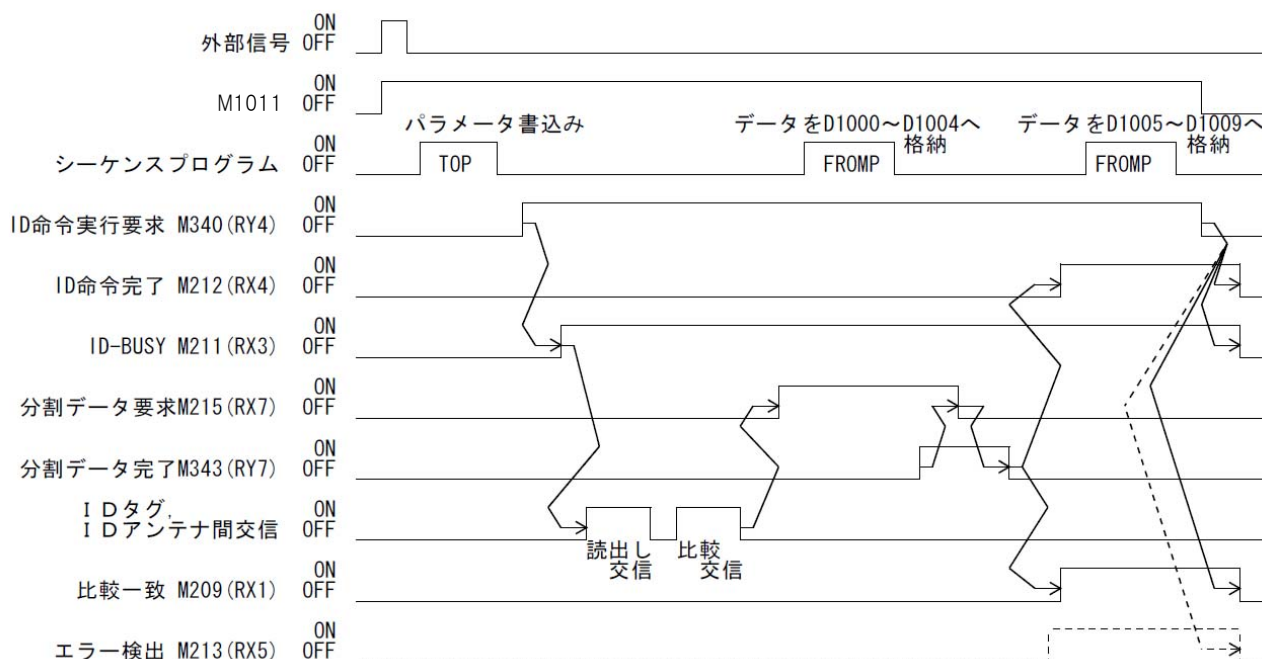 ON
外部信号 OFF
ON
M1011 OFF
パラメータ書込み
データをD1000～D1004へ
格納
データをD1005～D1009へ
格納
ON
シーケンスプログラム OFF
TOP
FROMP
FROMP
ON
ID命令実行要求 M340(RY4) OFF
ON
ID命令完了 M212(RX4) OFF
ON
ID-BUSY M211(RX3) OFF
ON
分割データ要求M215(RX7) OFF
ON
分割データ完了M343(RY7) OFF
ＩＤタグ,
ON
ＩＤアンテナ間交信 OFF
読出し
交信
比較
交信
ON
比較一致 M209(RX1) OFF
ON
エラー検出 M213(RX5) OFF